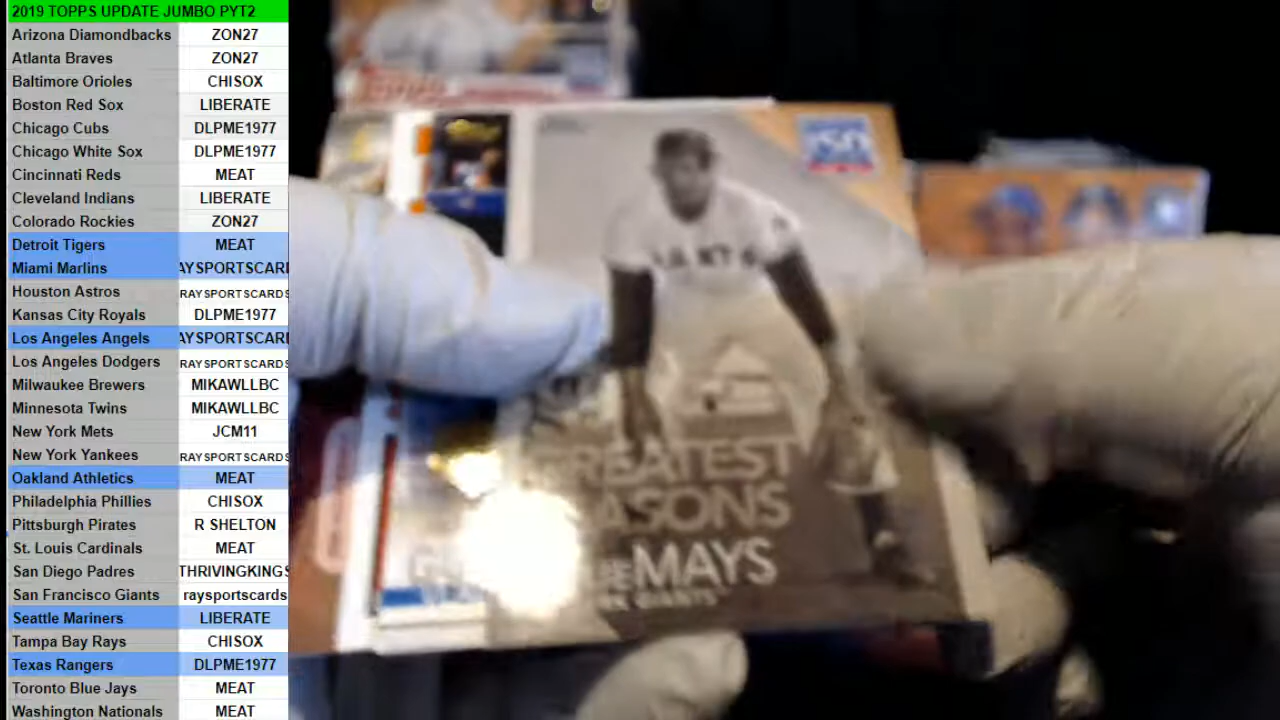 2019 TOPPS UPDATE JUMBO PYT2
Arizona Diamondbacks ZON27
Atlanta Braves ZON27
Baltimore Orioles CHISOX
Boston Red Sox LIBERATE
Chicago Cubs DLPME1977
Chicago White Sox DLPME1977
Cincinnati Reds MEAT
Cleveland Indians LIBERATE
Colorado Rockies ZON27
Detroit Tigers MEAT
Miami Marlins AYSPORTSCARI
Houston Astros RAYSPORTSCARDS
Kansas City Royals DLPME1977
Los Angeles Angels AYSPORTSCARI
Los Angeles Dodgers RAYSPORTSCARDS
Milwaukee Brewers MIKAWLLBC
Minnesota Twins MIKAWLLBC
New York Mets JCM11
New York Yankees RAYSPORTSCARDS
Oakland Athletics MEAT
Philadelphia Phillies CHISOX
Pittsburgh Pirates R SHELTON
St. Louis Cardinals MEAT
San Diego Padres THRIVINGKINGS
San Francisco Giants raysportscards
Seattle Mariners LIBERATE
Tampa Bay Rays CHISOX
Texas Rangers DLPME1977
Toronto Blue Jays MEAT
Washington Nationals MEAT
Topps
150
GIANTS
GREATEST
SEASONS
MAYS
GIANTS